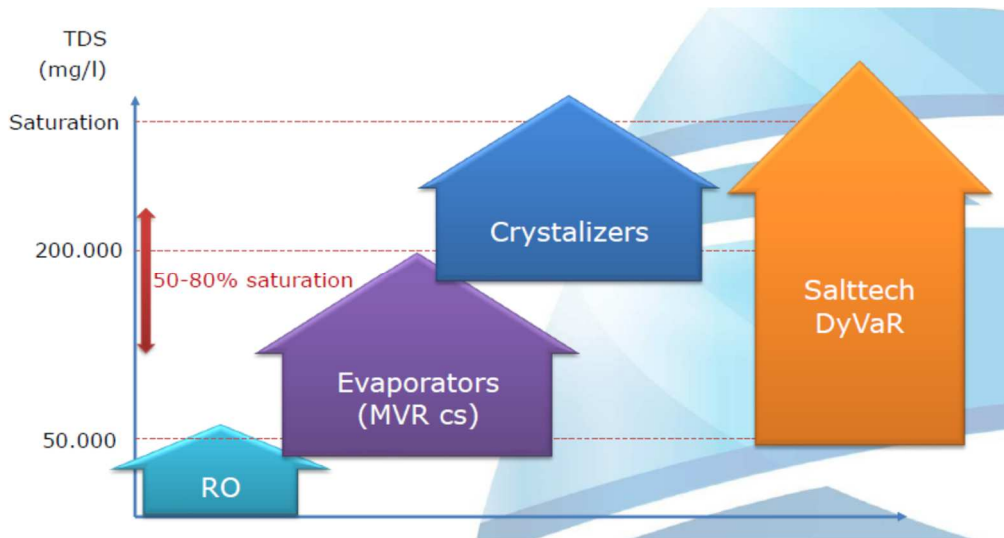 TDS
(mg/l)
Saturation
Crystalizers
200.000
50-80% saturation
Salttech
DyVaR
Evaporators
(MVR cs)
50.000
RO